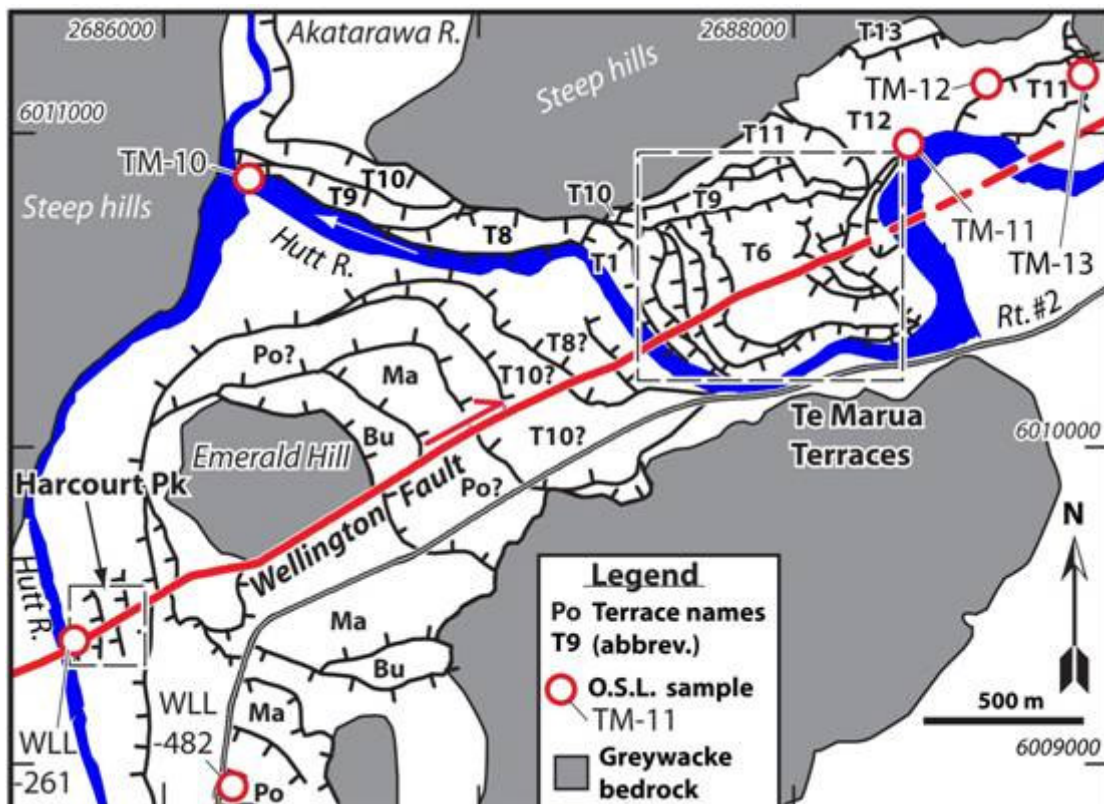 2686000
Akatarawa R.
2688000
T13
Steep hills
TM-12
T11
6011000
T11
T12
TM-10
T10
T10
T9
T9
Steep hills
T8
T6
TM-11
Hutt R.
T1
TM-13
Rt. #2
Po?
T8?
Ma
T10?
Te Marua
Terraces
Bu
T10?
6010000
Emerald Hill
Harcourt Pk
Po?
Wellington Fault
N
Hutt R.
Legend
Po Terrace names
T9 (abbrev.)
Ma
Bu
O.S.L. sample
TM-11
500 m
WLL
-482
Ma
WLL
-261
Greywacke
bedrock
6009000
Po